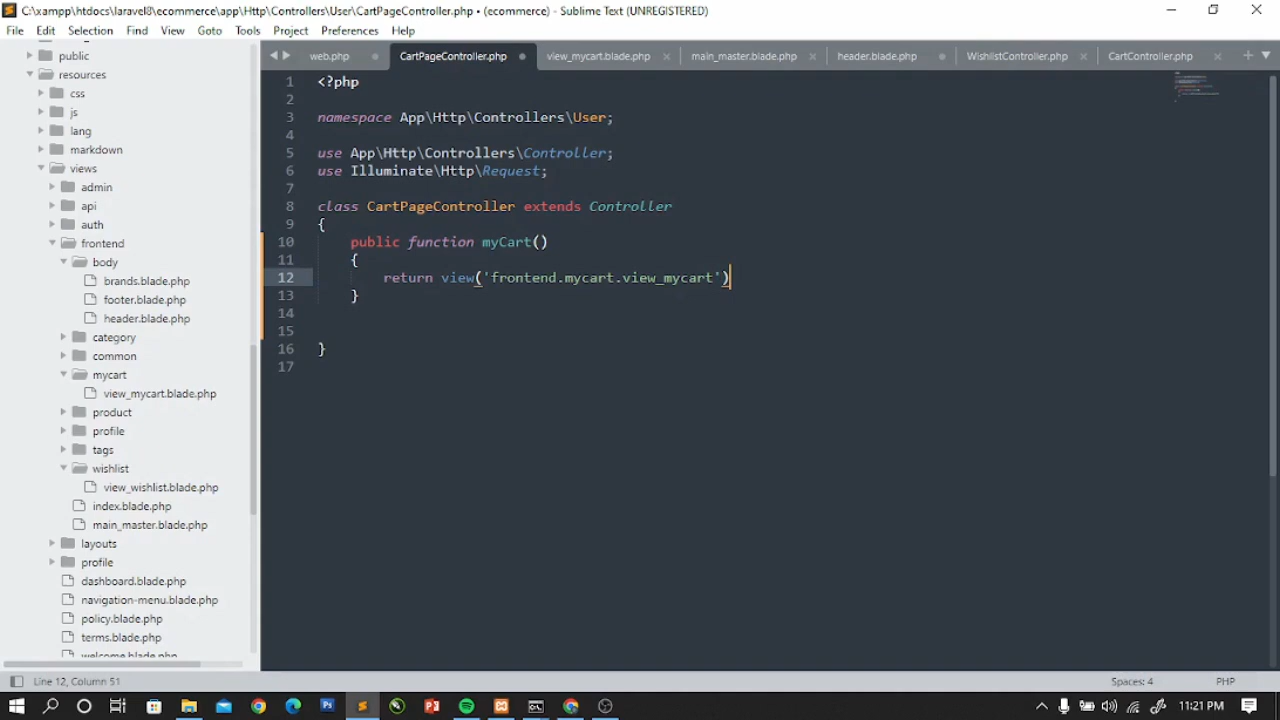 C:\xampp\htdocs\laravel8\ecommerce\app\Http\Controllers\User\CartPageController.php • (ecommerce) - Sublime Text (UNREGISTERED)
File Edit Selection Find View Goto Tools Project Preferences Help
public
resources
css
js
lang
markdown
views
admin
api
auth
frontend
body
brands.blade.php
footer.blade.php
header.blade.php
category
common
mycart
view_mycart.blade.php
product
profile
tags
wishlist
view_wishlist.blade.php
index.blade.php
main_master.blade.php
layouts
profile
dashboard.blade.php
navigation-menu.blade.php
policy.blade.php
terms.blade.php
welcome.blade.php
web.php CartPageController.php view_mycart.blade.php main_master.blade.php header.blade.php WishlistController.php CartController.php
1 <?php
2
3 namespace App\Http\Controllers\User;
4
5 use App\Http\Controllers\Controller;
6 use Illuminate\Http\Request;
7
8 class CartPageController extends Controller
9 {
10 public function myCart()
11 {
12 return view('frontend.mycart.view_mycart')
13 }
14
15
16 }
17
Line 12, Column 51 Spaces: 4 PHP
11:21 PM